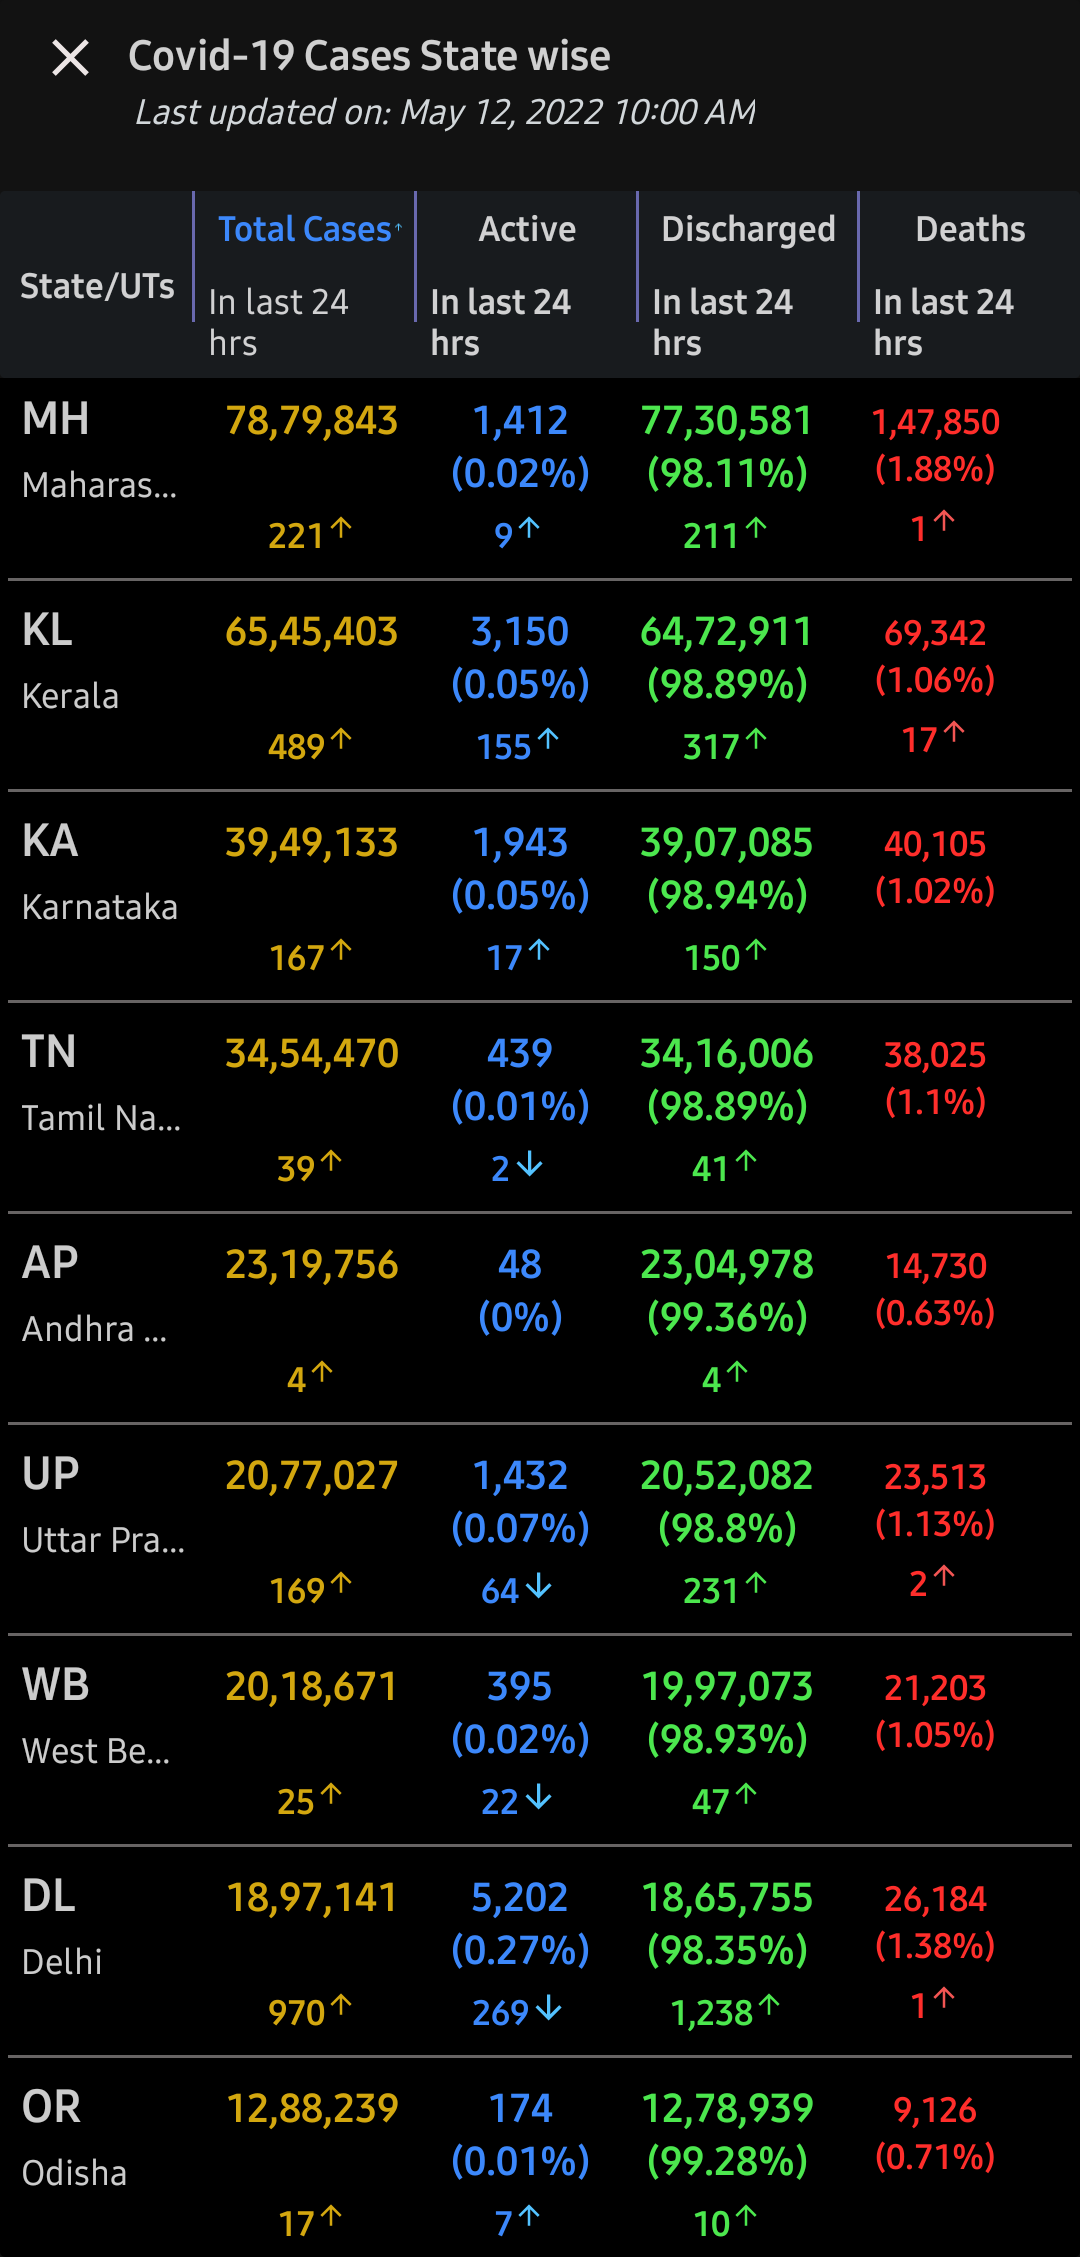 Covid-19 Cases State wise
Last updated on: May 12, 2022 10:00 AM
State/UTs
Total Cases↑
In last 24
hrs
Active
In last 24
hrs
Discharged
In last 24
hrs
Deaths
In last 24
hrs
MH 78,79,843 1,412 77,30,581 1,47,850
(0.02%) (98.11%) (1.88%)
Maharas...
221↑ 9↑ 211↑ 1↑
KL 65,45,403 3,150 64,72,911 69,342
(0.05%) (98.89%) (1.06%)
Kerala
489↑ 155↑ 317↑ 17↑
KA 39,49,133 1,943 39,07,085 40,105
(0.05%) (98.94%) (1.02%)
Karnataka
167↑ 17↑ 150↑
TN 34,54,470 439 34,16,006 38,025
(0.01%) (98.89%) (1.1%)
Tamil Na...
39↑ 2↓ 41↑
AP 23,19,756 48 23,04,978 14,730
(0%) (99.36%) (0.63%)
Andhra ...
4↑ 4↑
UP 20,77,027 1,432 20,52,082 23,513
(0.07%) (98.8%) (1.13%)
Uttar Pra...
169↑ 64↓ 231↑ 2↑
WB 20,18,671 395 19,97,073 21,203
(0.02%) (98.93%) (1.05%)
West Be...
25↑ 22↓ 47↑
DL 18,97,141 5,202 18,65,755 26,184
(0.27%) (98.35%) (1.38%)
Delhi
970↑ 269↓ 1,238↑ 1↑
OR 12,88,239 174 12,78,939 9,126
(0.01%) (99.28%) (0.71%)
Odisha
17↑ 7↑ 10↑